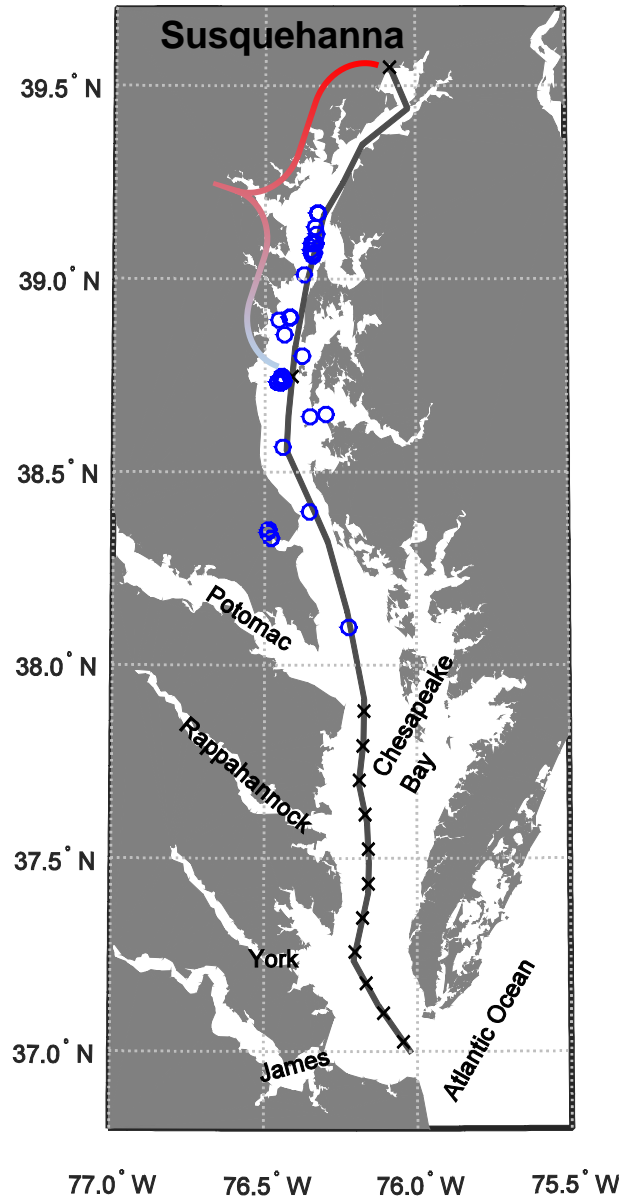 Susquehanna
39.5° N
39.0° N
38.5° N
Potomac
38.0° N
Chesapeake
Bay
Rappahannock
37.5° N
York
Atlantic Ocean
37.0° N
James
77.0° W 76.5° W 76.0° W 75.5° W